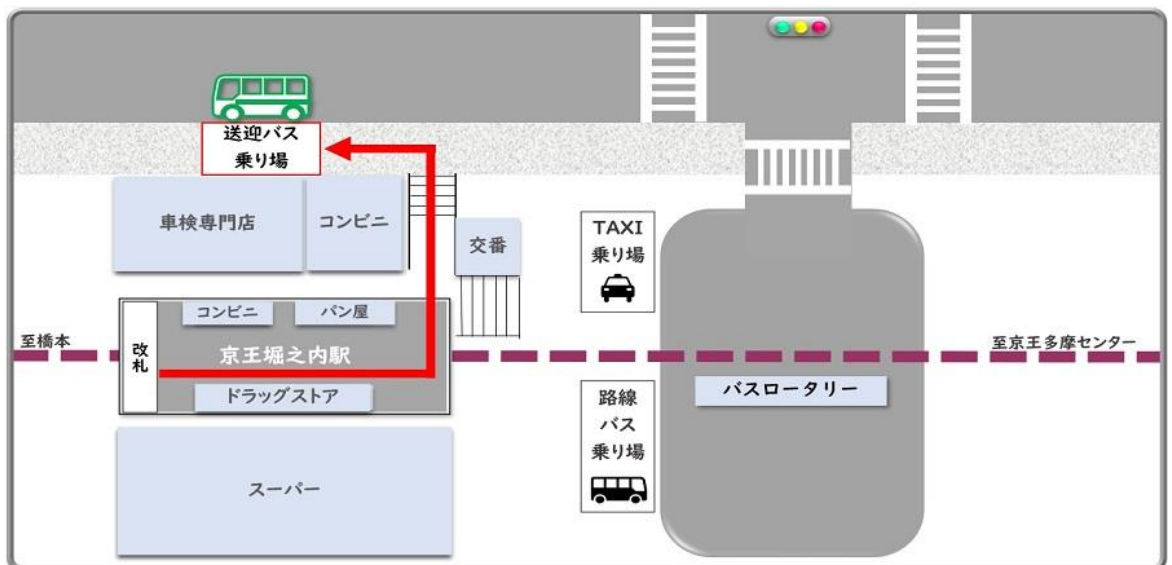 送迎バス
乗り場
車検専門店
コンビニ
交番
TAXI
乗り場
コンビニ
パン屋
至橋本
改
札
京王堀之内駅
至京王多摩センター
ドラッグストア
路線
バス
乗り場
バスロータリー
スーパー